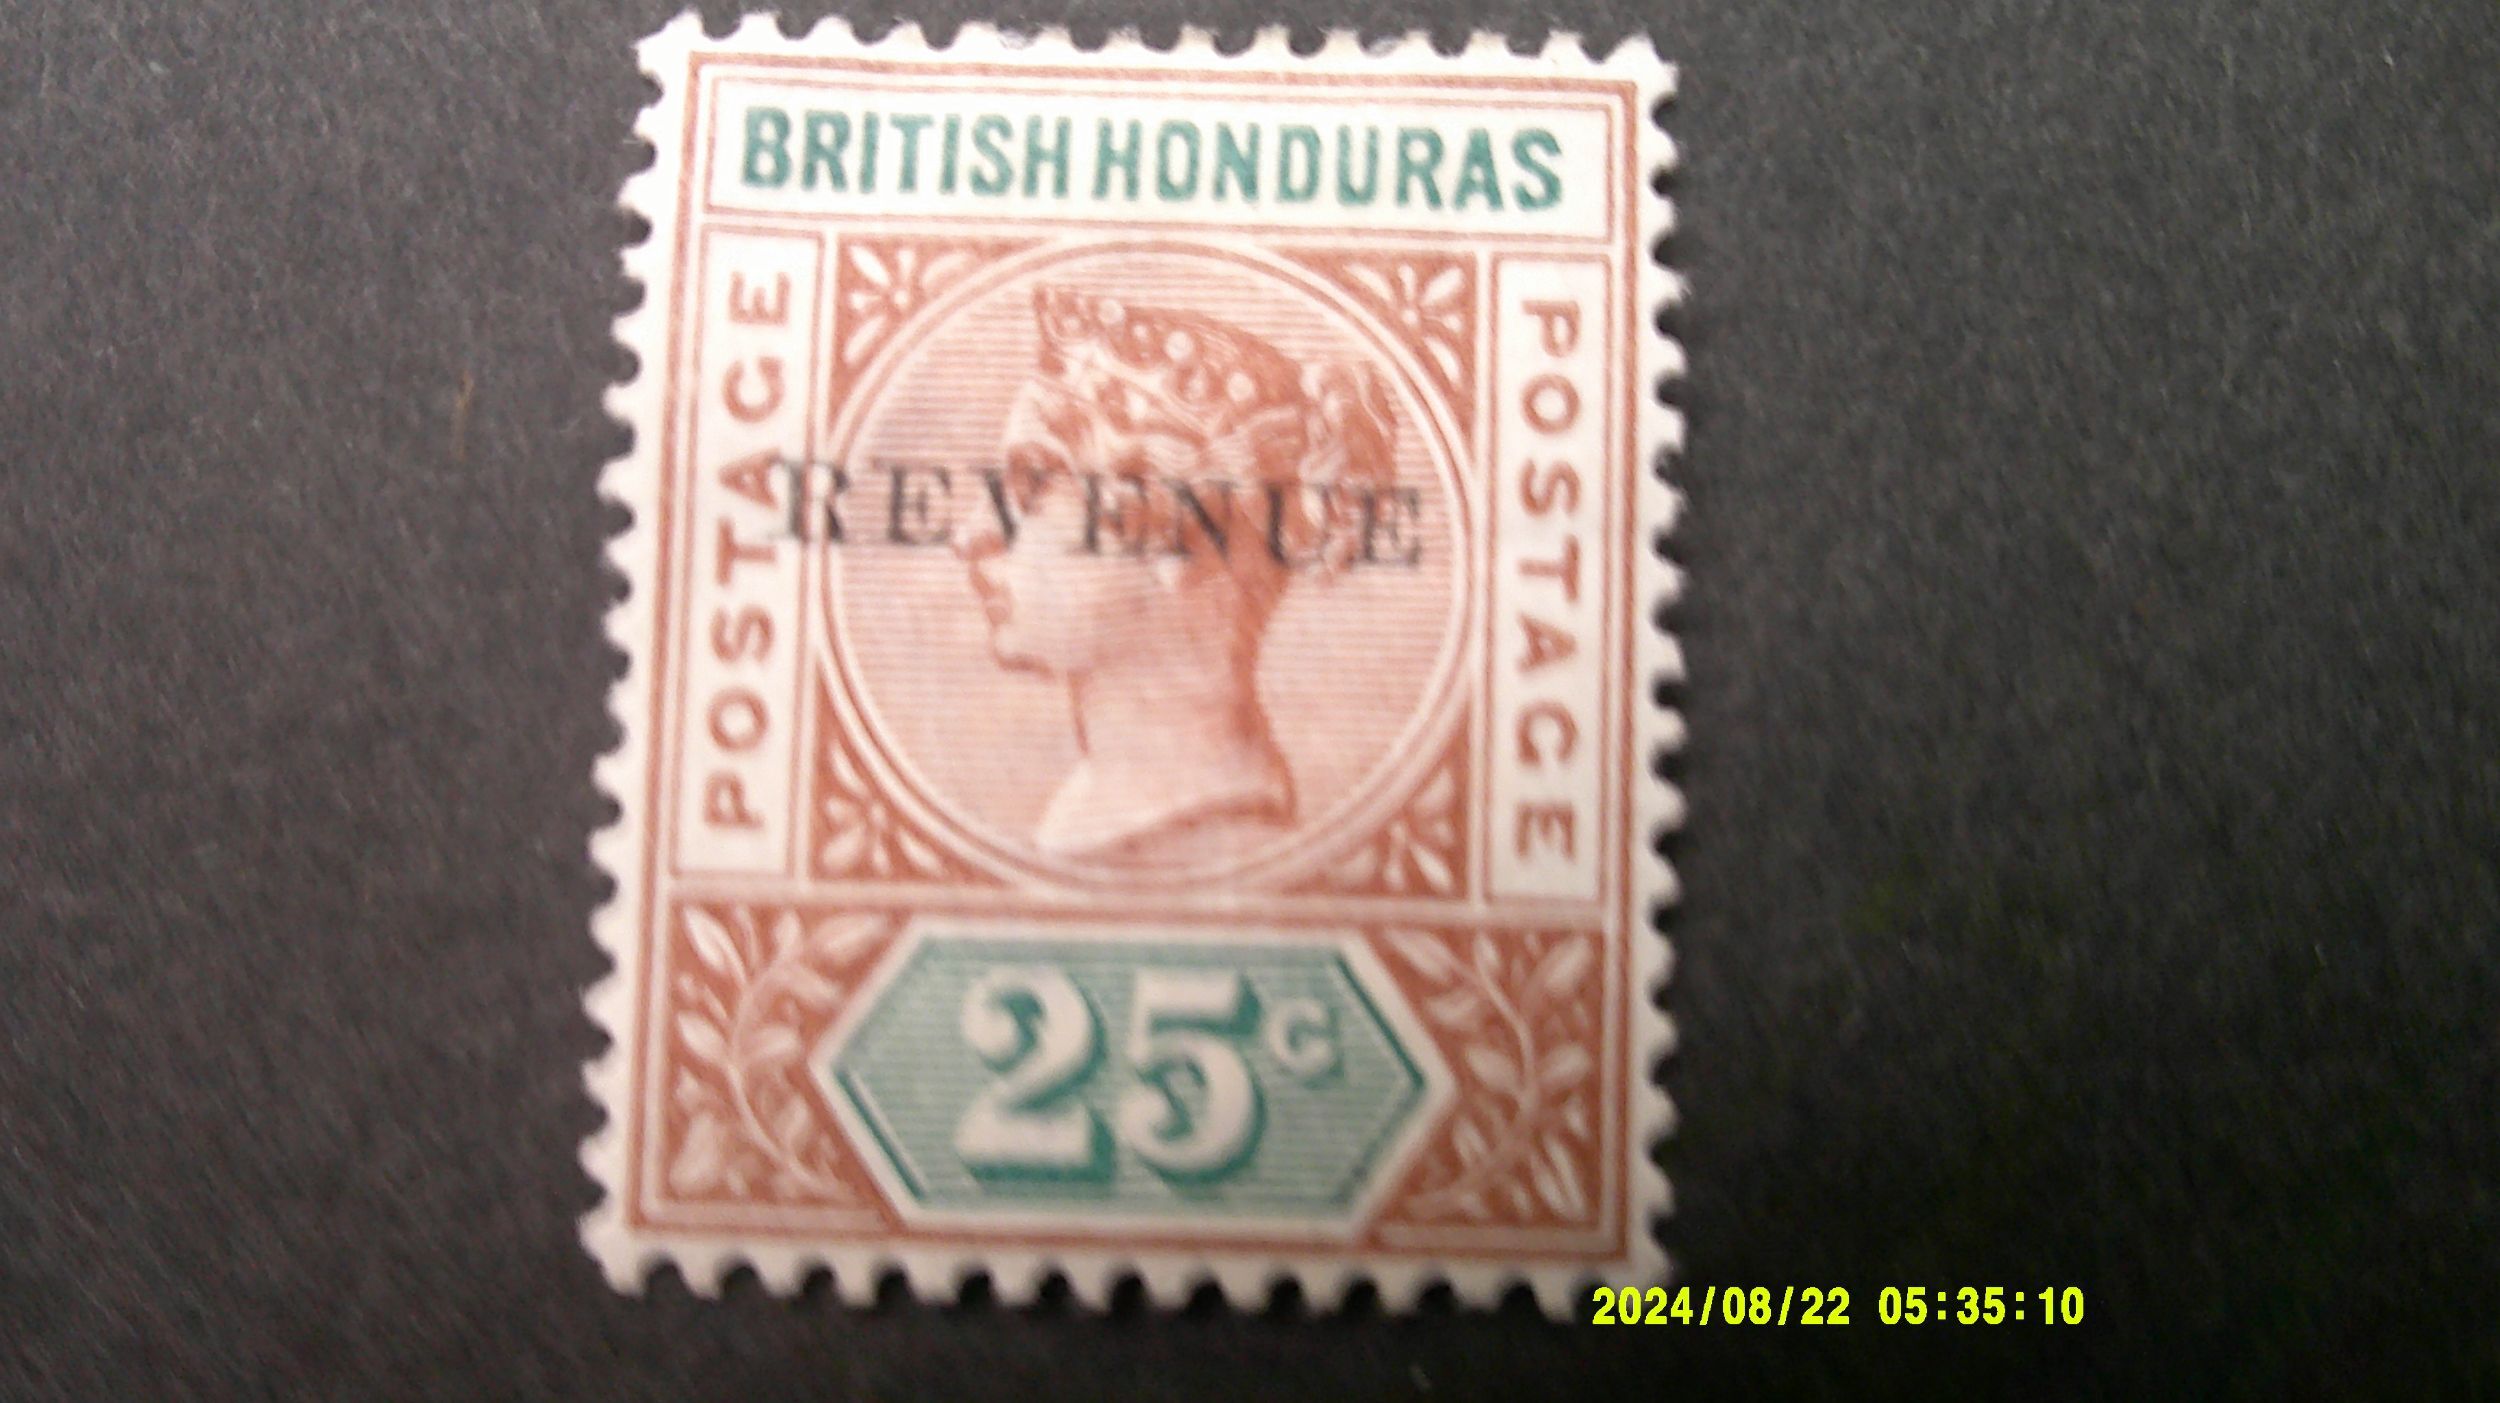 BRITISH HONDURAS
POSTAGE
POSTAGE
REVENUE
25C
2024/08/22 05:35:10